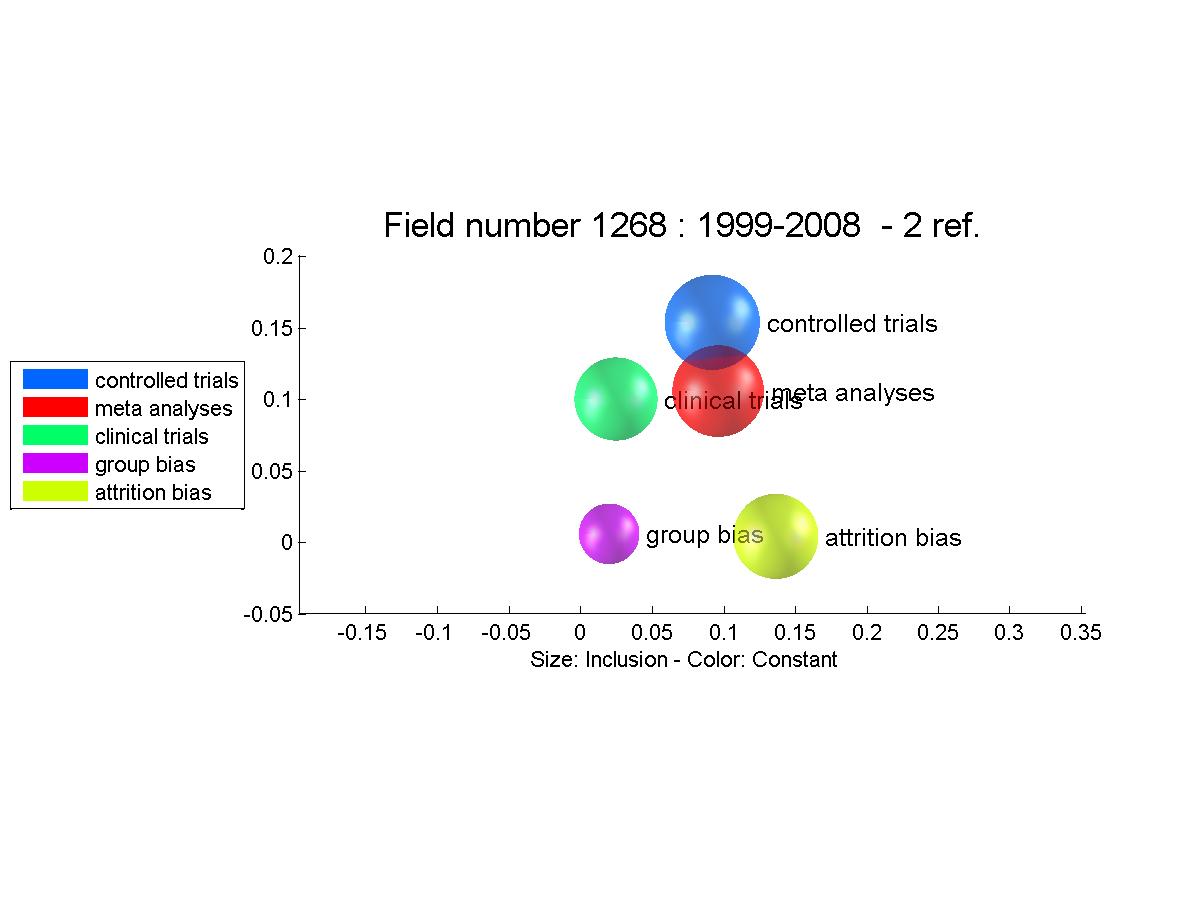 Field number 1268 : 1999-2008 - 2 ref.
0.2
0.15
0.1
0.05
0
-0.05
controlled trials
meta analyses
clinical trials
group bias
attrition bias
controlled trials
meta analyses
clinical trials
group bias
attrition bias
-0.15 -0.1 -0.05 0 0.05 0.1 0.15 0.2 0.25 0.3 0.35
Size: Inclusion - Color: Constant